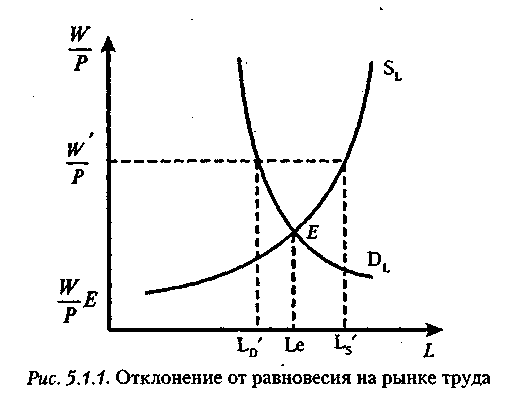 W
P
S_L
W'
P
E
D_L
W
P E
L_D' Le L_S' L
Рис. 5.1.1. Отклонение от равновесия на рынке труда